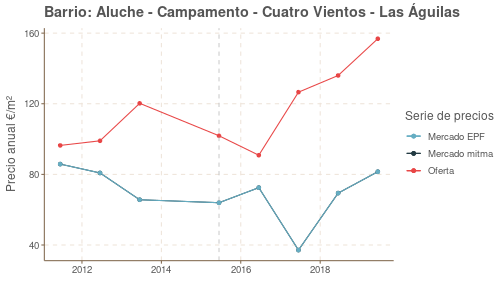 Barrio: Aluche - Campamento - Cuatro Vientos - Las Águilas
Precio anual €/m²
160
120
80
40
2012
2014
2016
2018
Serie de precios
Mercado EPF
Mercado mitma
Oferta